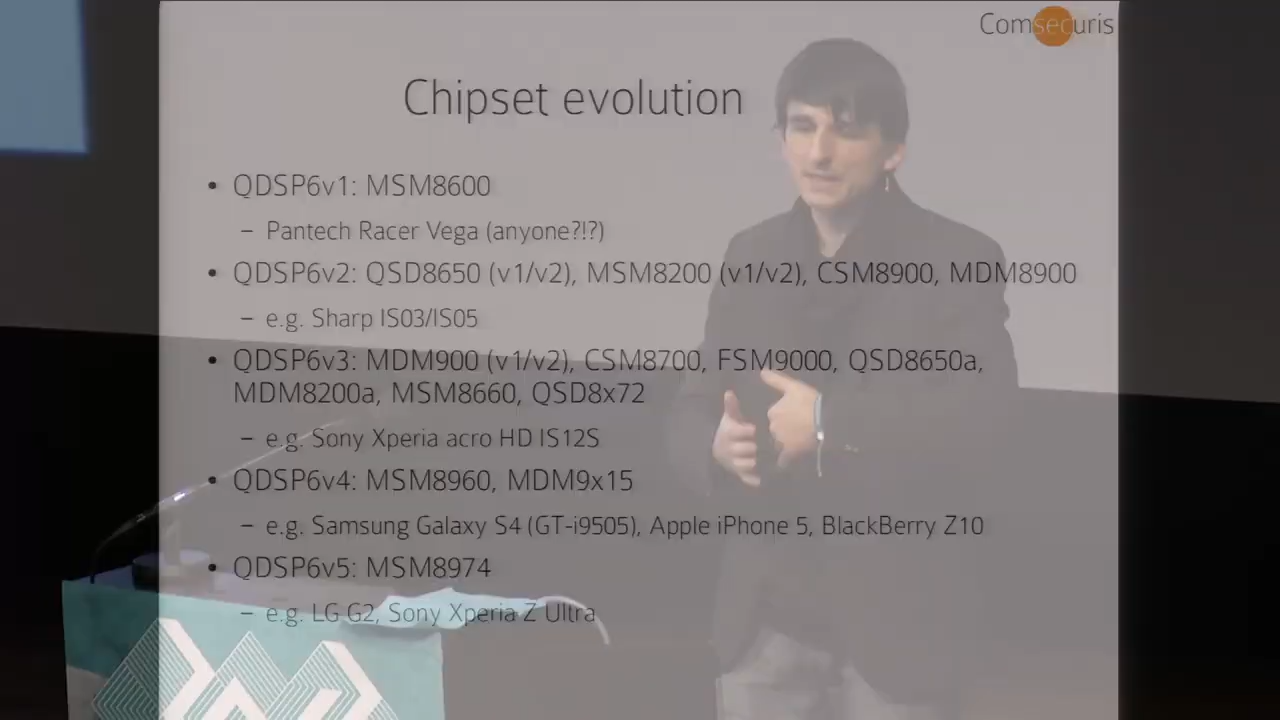 Comsecuris
Chipset evolution
• QDSP6v1: MSM8600
– Pantech Racer Vega (anyone?!?)
• QDSP6v2: QSD8650 (v1/v2), MSM8200 (v1/v2), CSM8900, MDM8900
– e.g. Sharp IS03/IS05
• QDSP6v3: MDM900 (v1/v2), CSM8700, FSM9000, QSD8650a,
MDM8200a, MSM8660, QSD8x72
– e.g. Sony Xperia acro HD IS12S
• QDSP6v4: MSM8960, MDM9x15
– e.g. Samsung Galaxy S4 (GT-i9505), Apple iPhone 5, BlackBerry Z10
• QDSP6v5: MSM8974
– e.g. LG G2, Sony Xperia Z Ultra